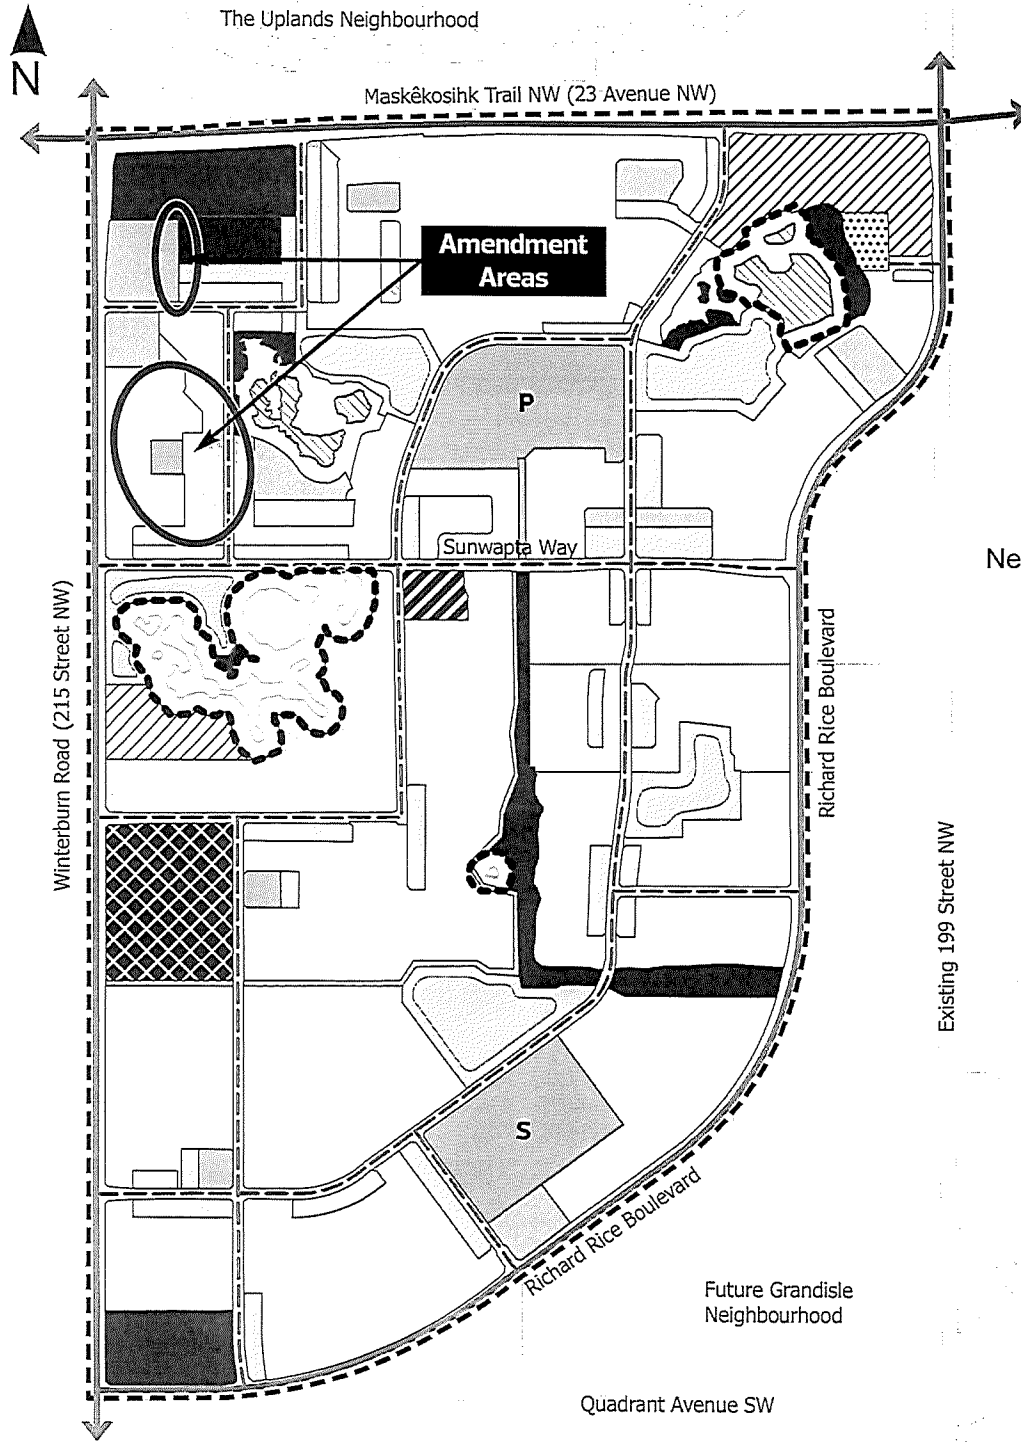 The Uplands Neighbourhood
N
Maskêkosihk Trail NW (23 Avenue NW)
Amendment
Areas
P
Sunwapta Way
Ne
Winterburn Road (215 Street NW)
Richard Rice Boulevard
Existing 199 Street NW
S
Richard Rice Boulevard
Future Grandisle
Neighbourhood
Quadrant Avenue SW